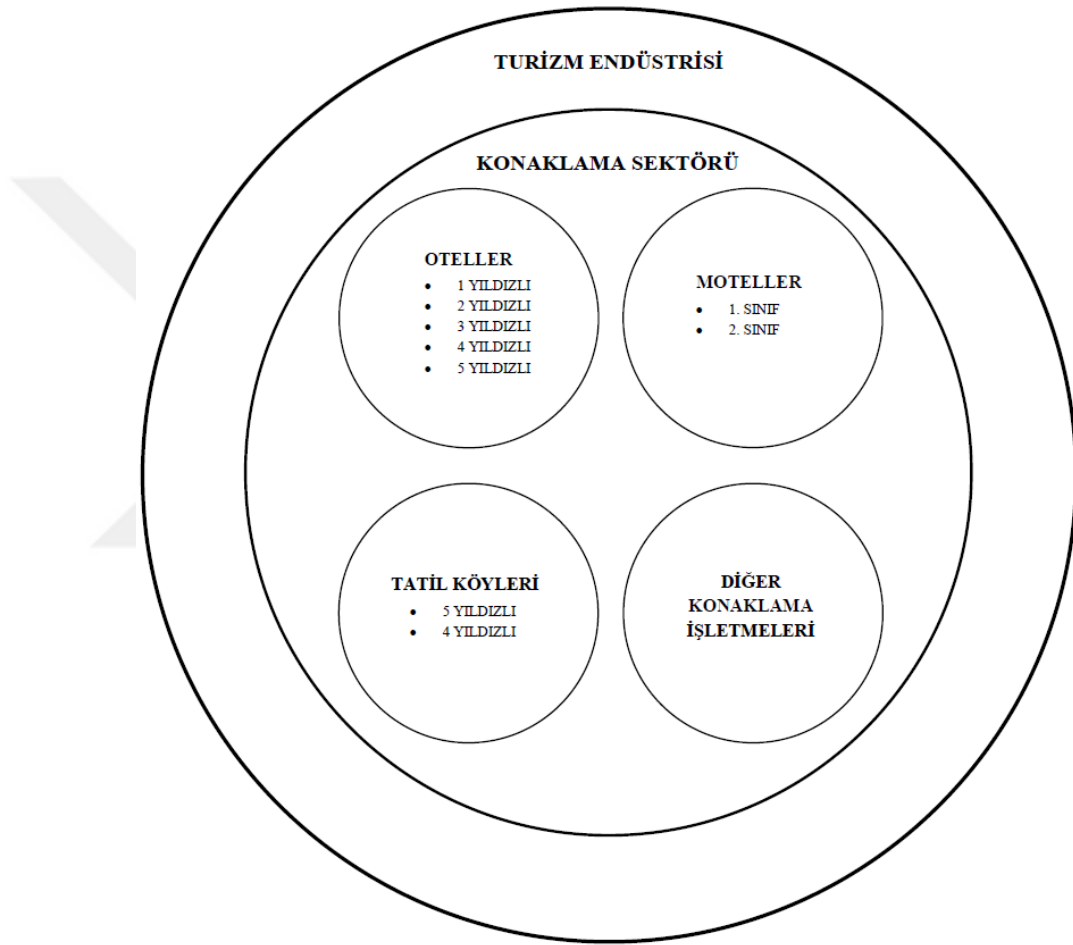 TURİZM ENDÜSTRİSİ
KONAKLAMA SEKTÖRÜ
OTELLER
• 1 YILDIZLI
• 2 YILDIZLI
• 3 YILDIZLI
• 4 YILDIZLI
• 5 YILDIZLI
MOTELLER
• 1. SINIF
• 2. SINIF
TATİL KÖYLERİ
• 5 YILDIZLI
• 4 YILDIZLI
DİĞER
KONAKLAMA
İŞLETMELERİ